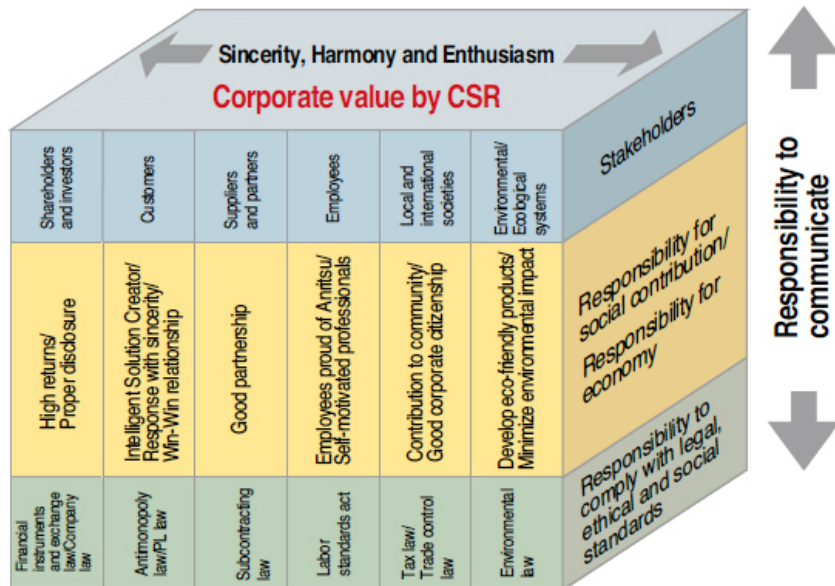 Sincerity, Harmony and Enthusiasm
Corporate value by CSR
Shareholders
and investors
Customers
Suppliers
and partners
Employees
Local and
international
societies
Environmental/
Ecological
systems
Stakeholders
High returns/
Proper disclosure
Intelligent Solution Creator/
Response with sincerity/
Win-Win relationship
Good partnership
Employees proud of Anritsu/
Self-motivated professionals
Contribution to community/
Good corporate citizenship
Develop eco-friendly products/
Minimize environmental impact
Responsibility for
social contribution/
Responsibility for
economy
Financial
instruments
and exchange
law/Company
law
Antimonopoly
law/PL law
Subcontracting
law
Labor
standards act
Tax law/
Trade control
law
Environmental
law
Responsibility to
comply with legal,
ethical and social
standards
Responsibility to
communicate